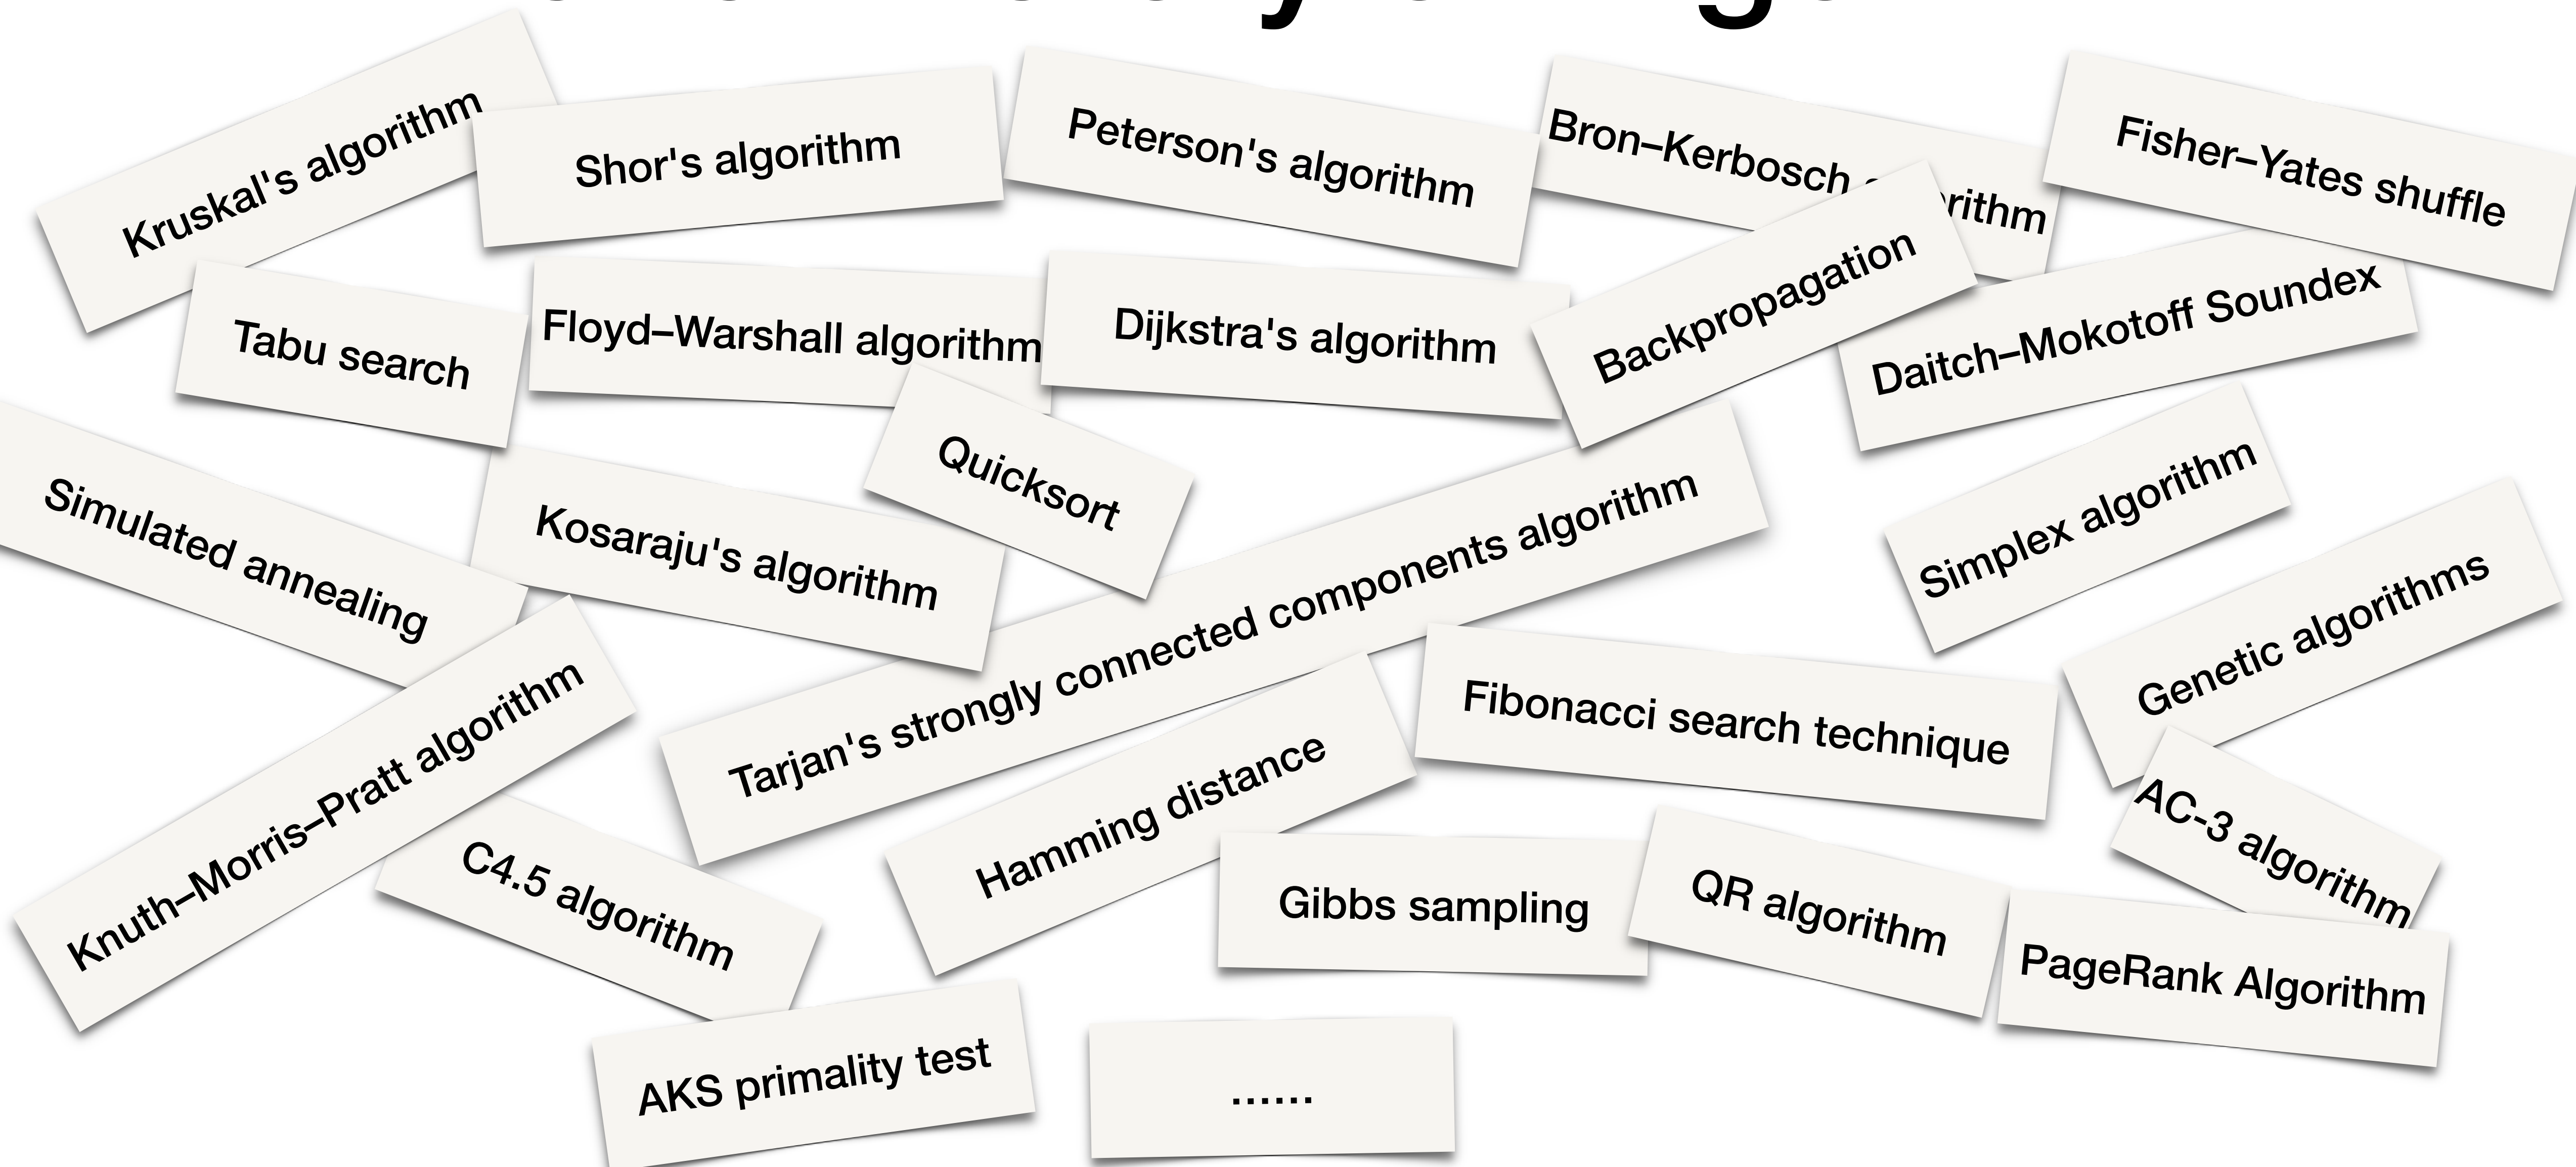 Kruskal's algorithm
Shor's algorithm
Peterson's algorithm
Bron–Kerbosch
Fisher–Yates shuffle
Tabu search
Floyd–Warshall algorithm
Dijkstra's algorithm
Backpropagation
Daitch–Mokotoff Soundex
Simulated annealing
Kosaraju's algorithm
Quicksort
Tarjan's strongly connected components algorithm
Simplex algorithm
Genetic algorithms
Knuth–Morris–Pratt algorithm
C4.5 algorithm
Hamming distance
Fibonacci search technique
Gibbs sampling
QR algorithm
AC-3 algorithm
PageRank Algorithm
AKS primality test
......